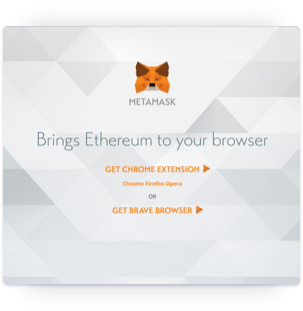 METAMASK
Brings Ethereum to your browser
GET CHROME EXTENSION
Chrome Firefox Opera
OR
GET BRAVE BROWSER